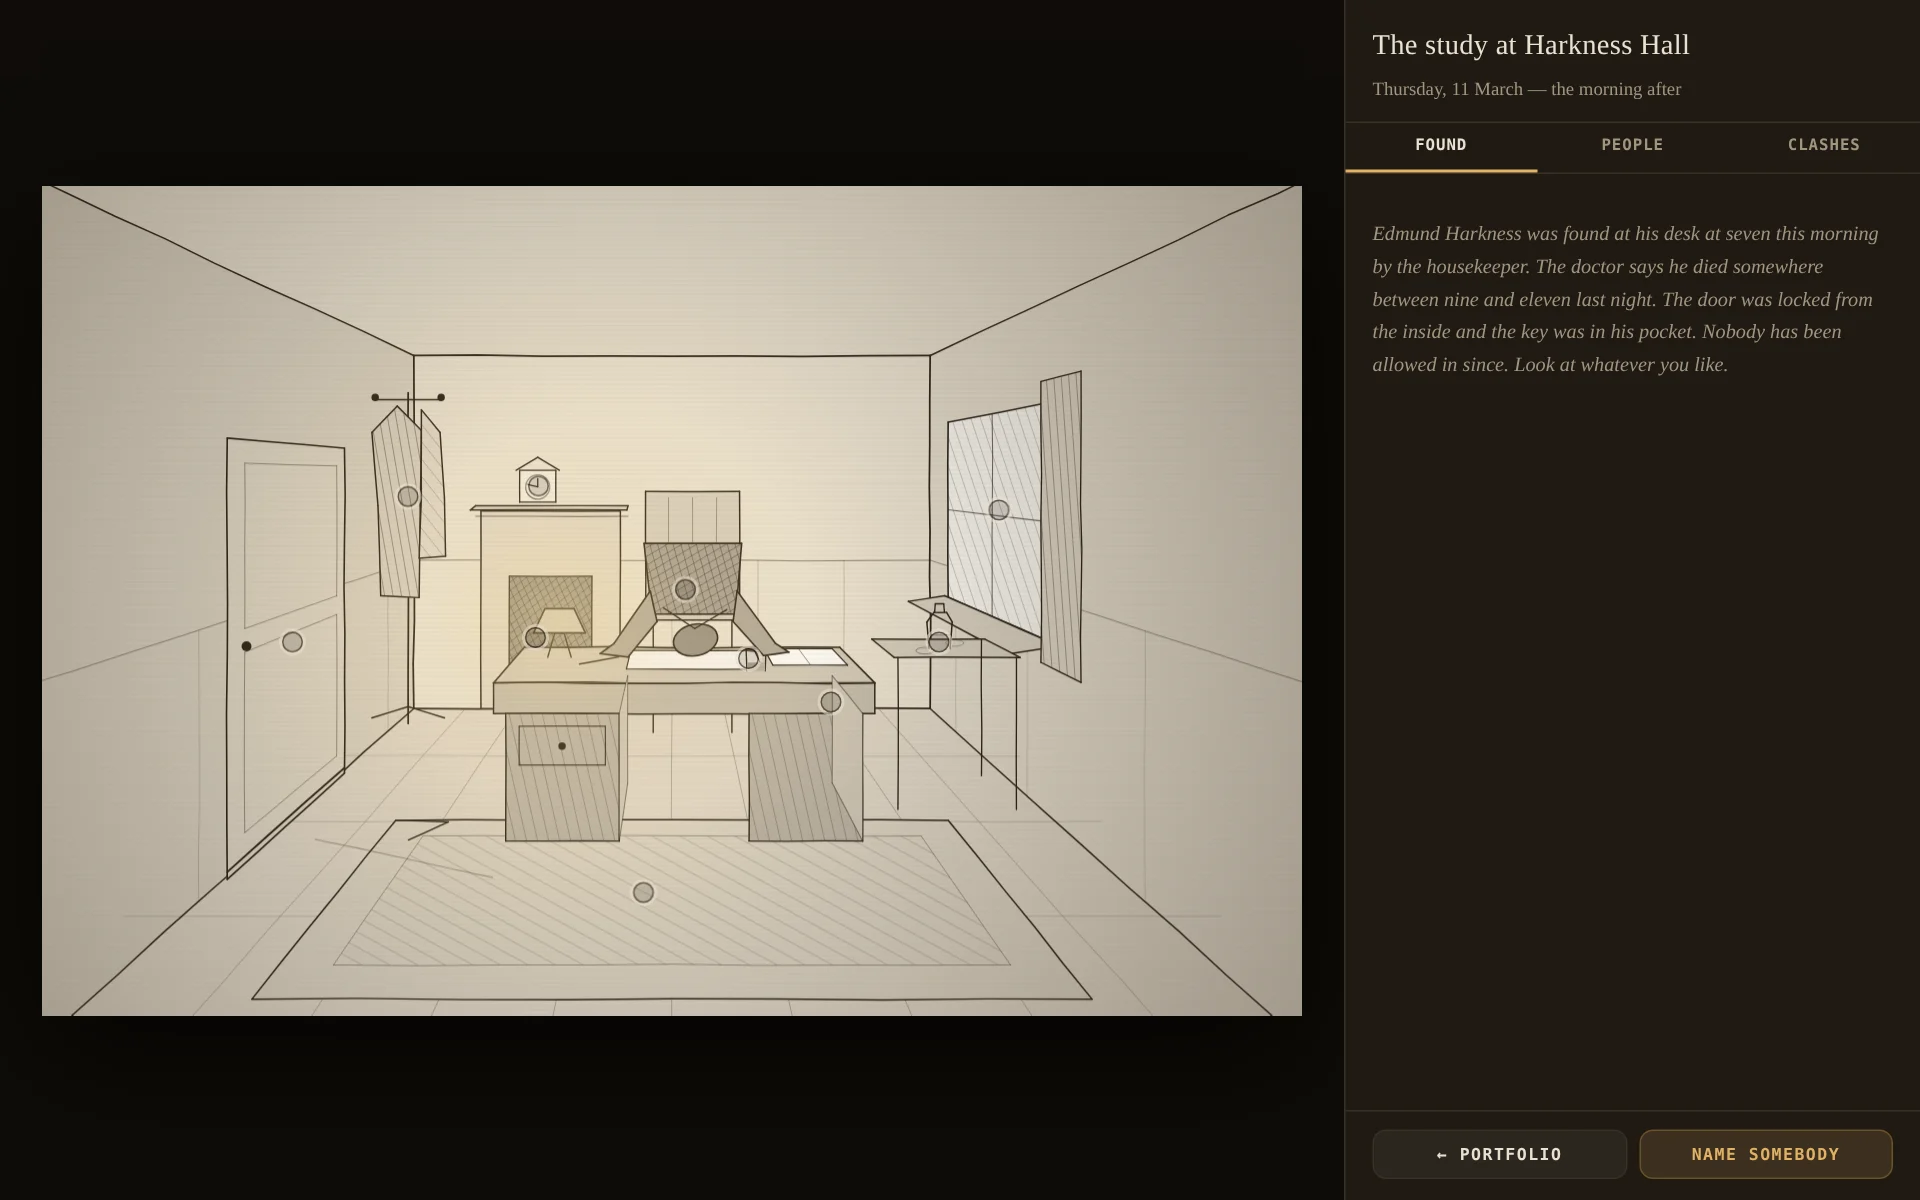 The study at Harkness Hall
Thursday, 11 March — the morning after
FOUND
PEOPLE
CLASHES
Edmund Harkness was found at his desk at seven this morning
by the housekeeper. The doctor says he died somewhere
between nine and eleven last night. The door was locked from
the inside and the key was in his pocket. Nobody has been
allowed in since. Look at whatever you like.
← PORTFOLIO
NAME SOMEBODY